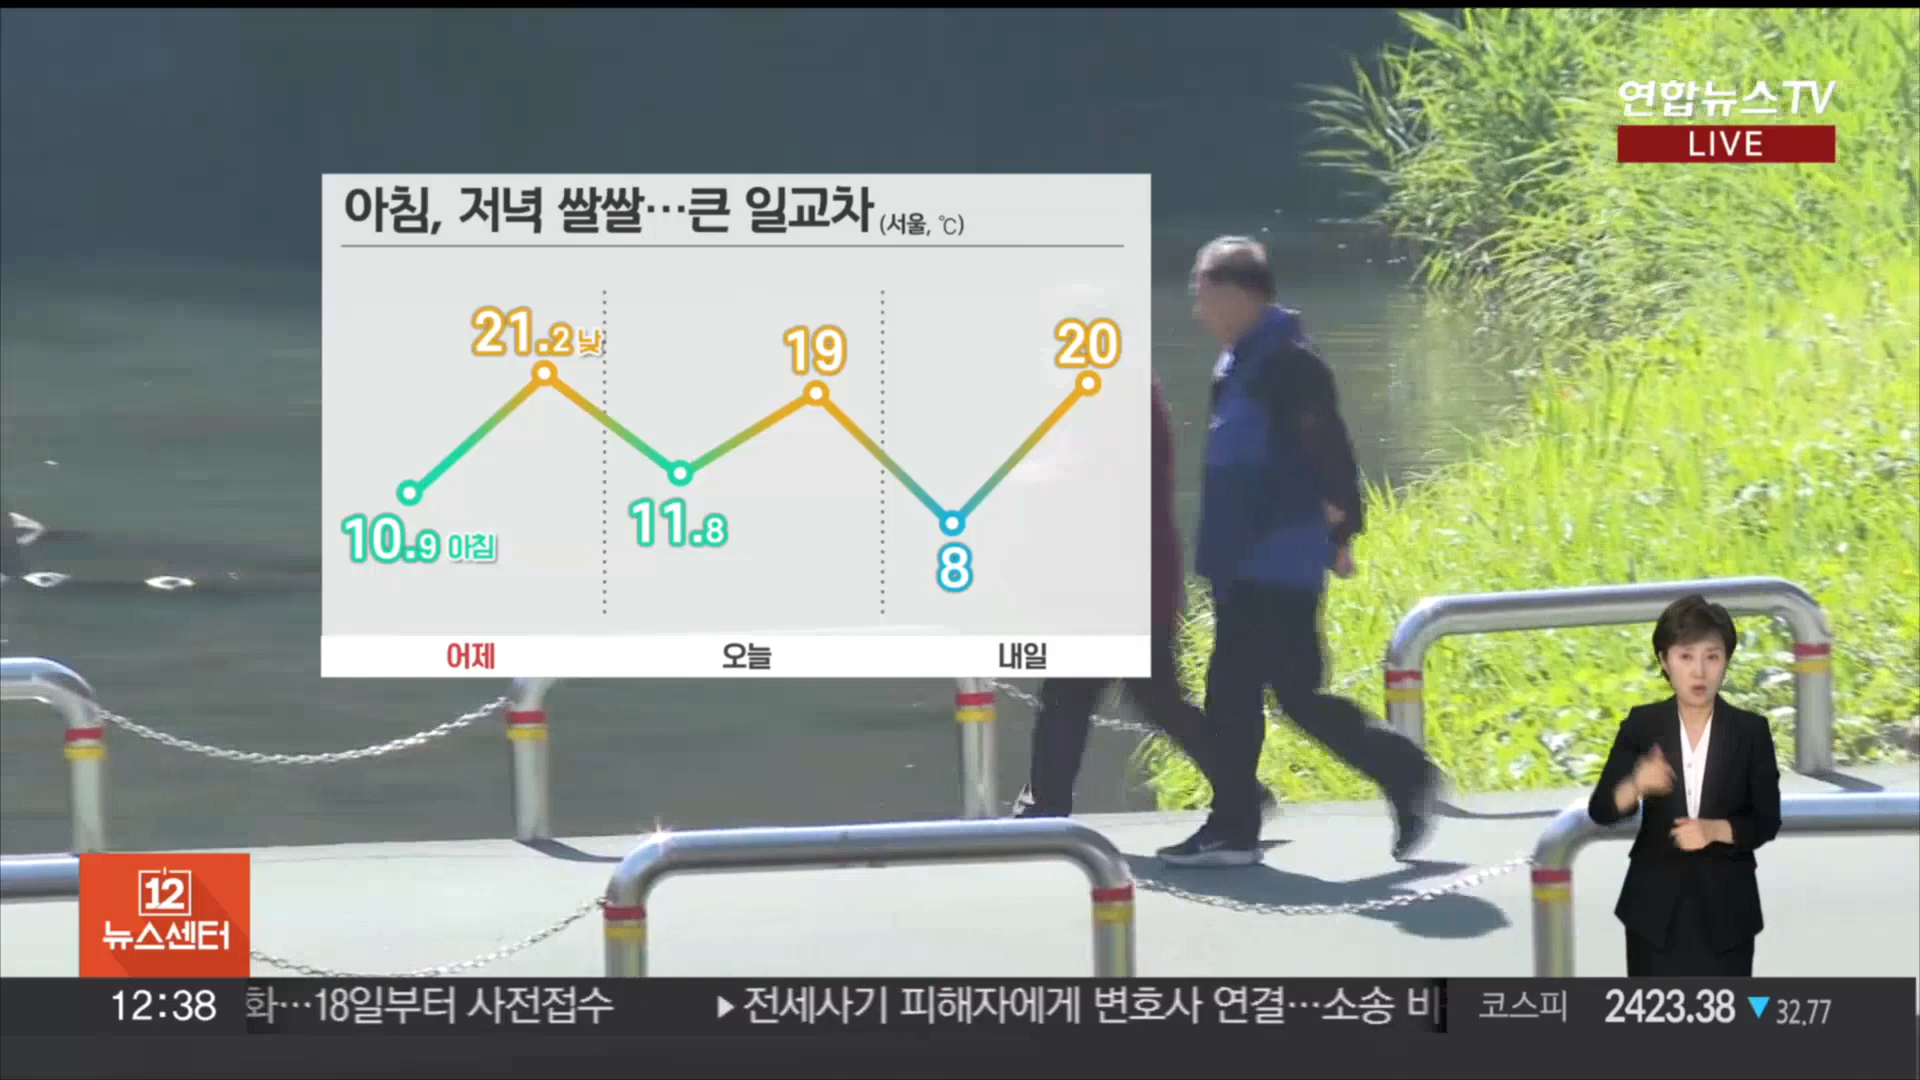 연합뉴스TV
LIVE
아침, 저녁 쌀쌀…큰 일교차 (서울, ℃)
21.2 낮
19
20
10.9 아침
11.8
8
어제
오늘
내일
12
뉴스센터
12:38
화…18일부터 사전접수
▶전세사기 피해자에게 변호사 연결…소송 비
코스피 2423.38 ▼32.77